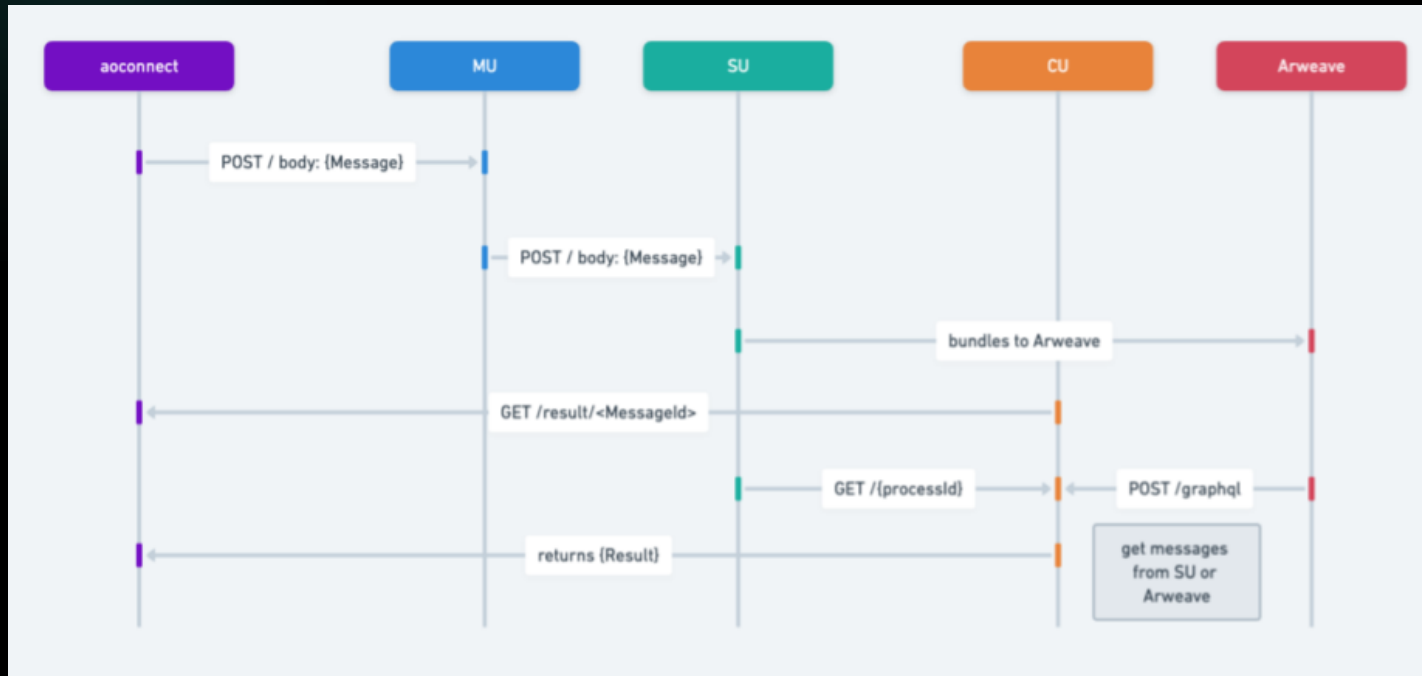 aoconnect
MU
SU
CU
Arweave
POST / body: {Message}
POST / body: {Message}
bundles to Arweave
GET /result/<MessageId>
GET /{processId}
POST /graphql
get messages
from SU or
Arweave
returns {Result}